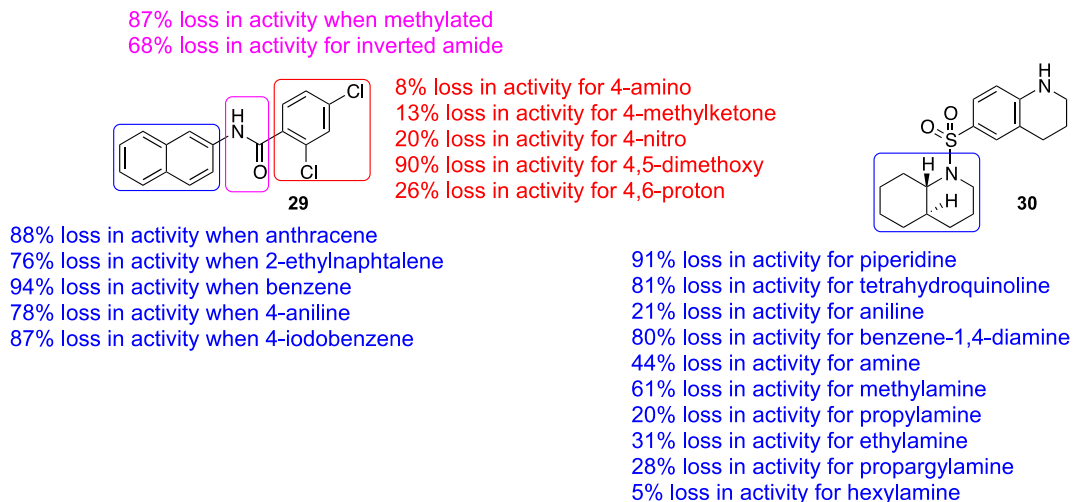 87% loss in activity when methylated
68% loss in activity for inverted amide
8% loss in activity for 4-amino
13% loss in activity for 4-methylketone
20% loss in activity for 4-nitro
90% loss in activity for 4,5-dimethoxy
26% loss in activity for 4,6-proton
H
N
O
Cl
Cl
29
88% loss in activity when anthracene
76% loss in activity when 2-ethylnaphtalene
94% loss in activity when benzene
78% loss in activity when 4-aniline
87% loss in activity when 4-iodobenzene
H
N
O
O
S
H
N
H
30
91% loss in activity for piperidine
81% loss in activity for tetrahydroquinoline
21% loss in activity for aniline
80% loss in activity for benzene-1,4-diamine
44% loss in activity for amine
61% loss in activity for methylamine
20% loss in activity for propylamine
31% loss in activity for ethylamine
28% loss in activity for propargylamine
5% loss in activity for hexylamine